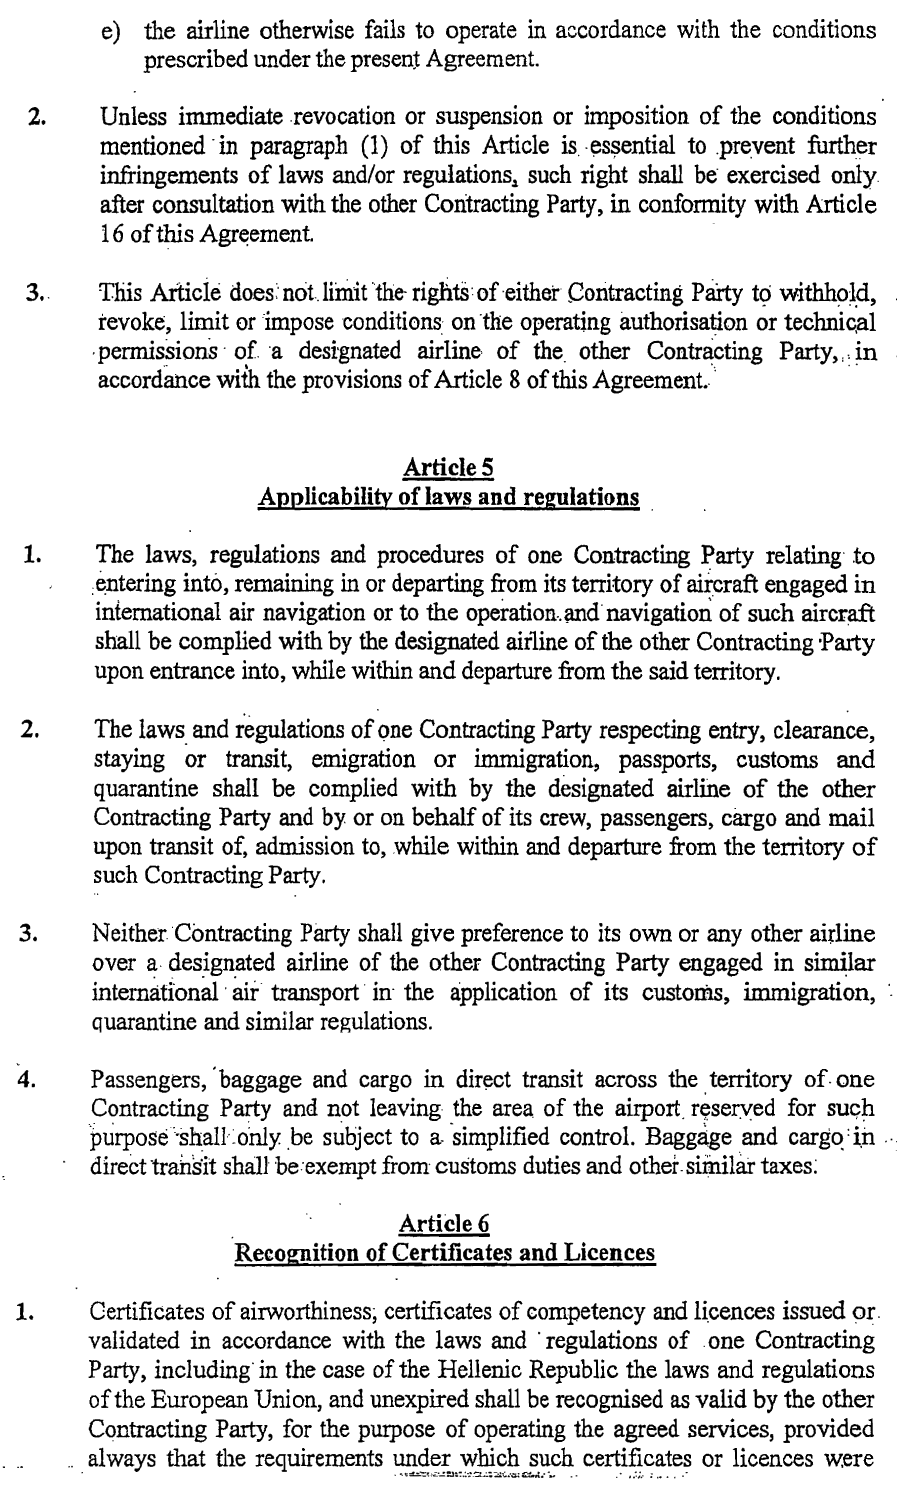 e) the airline otherwise fails to operate in accordance with the conditions
prescribed under the present Agreement.
2. Unless immediate revocation or suspension or imposition of the conditions
mentioned in paragraph (1) of this Article is essential to prevent further
infringements of laws and/or regulations, such right shall be exercised only
after consultation with the other Contracting Party, in conformity with Article
16 of this Agreement.
3. This Article does not limit the rights of either Contracting Party to withhold,
revoke, limit or impose conditions on the operating authorisation or technical
permissions of a designated airline of the other Contracting Party, in
accordance with the provisions of Article 8 of this Agreement.
Article 5
Applicability of laws and regulations
1. The laws, regulations and procedures of one Contracting Party relating to
entering into, remaining in or departing from its territory of aircraft engaged in
international air navigation or to the operation and navigation of such aircraft
shall be complied with by the designated airline of the other Contracting Party
upon entrance into, while within and departure from the said territory.
2. The laws and regulations of one Contracting Party respecting entry, clearance,
staying or transit, emigration or immigration, passports, customs and
quarantine shall be complied with by the designated airline of the other
Contracting Party and by or on behalf of its crew, passengers, cargo and mail
upon transit of, admission to, while within and departure from the territory of
such Contracting Party.
3. Neither Contracting Party shall give preference to its own or any other airline
over a designated airline of the other Contracting Party engaged in similar
international air transport in the application of its customs, immigration,
quarantine and similar regulations.
4. Passengers, baggage and cargo in direct transit across the territory of one
Contracting Party and not leaving the area of the airport reserved for such
purpose shall only be subject to a simplified control. Baggage and cargo in
direct transit shall be exempt from customs duties and other similar taxes.
Article 6
Recognition of Certificates and Licences
1. Certificates of airworthiness, certificates of competency and licences issued or
validated in accordance with the laws and regulations of one Contracting
Party, including in the case of the Hellenic Republic the laws and regulations
of the European Union, and unexpired shall be recognised as valid by the other
Contracting Party, for the purpose of operating the agreed services, provided
always that the requirements under which such certificates or licences were